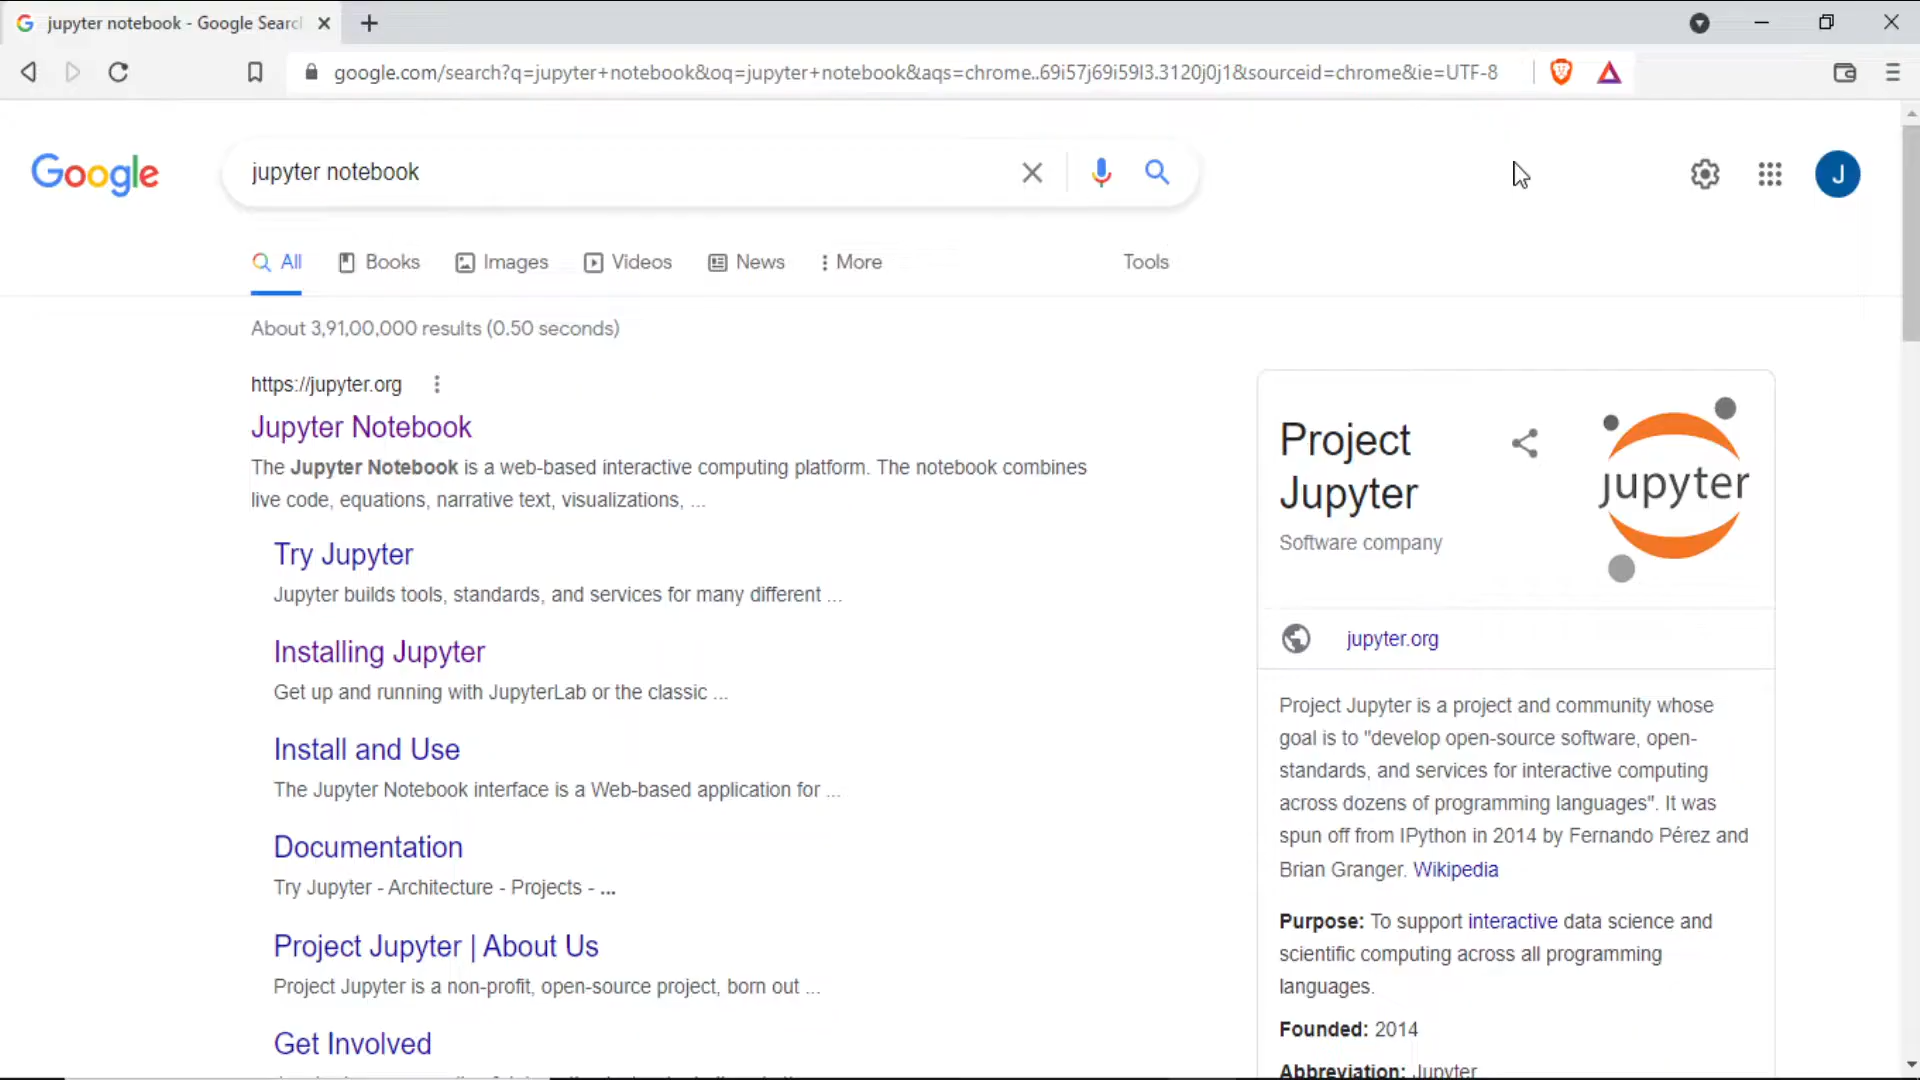 jupyter notebook - Google Searc
google.com/search?q=jupyter+notebook&oq=jupyter+notebook&aqs=chrome..69i57j69i59l3.3120j0j1&sourceid=chrome&ie=UTF-8
Google
jupyter notebook
J
All
Books
Images
Videos
News
More
Tools
About 3,91,00,000 results (0.50 seconds)
https://jupyter.org
Jupyter Notebook
The Jupyter Notebook is a web-based interactive computing platform. The notebook combines
live code, equations, narrative text, visualizations, ...
Try Jupyter
Jupyter builds tools, standards, and services for many different ...
Installing Jupyter
Get up and running with JupyterLab or the classic ...
Install and Use
The Jupyter Notebook interface is a Web-based application for ...
Documentation
Try Jupyter - Architecture - Projects - ...
Project Jupyter | About Us
Project Jupyter is a non-profit, open-source project, born out ...
Get Involved
Project
Jupyter
Software company
jupyter
jupyter.org
Project Jupyter is a project and community whose
goal is to "develop open-source software, open-
standards, and services for interactive computing
across dozens of programming languages". It was
spun off from IPython in 2014 by Fernando Pérez and
Brian Granger. Wikipedia
Purpose: To support interactive data science and
scientific computing across all programming
languages.
Founded: 2014
Abbreviation: Jupyter